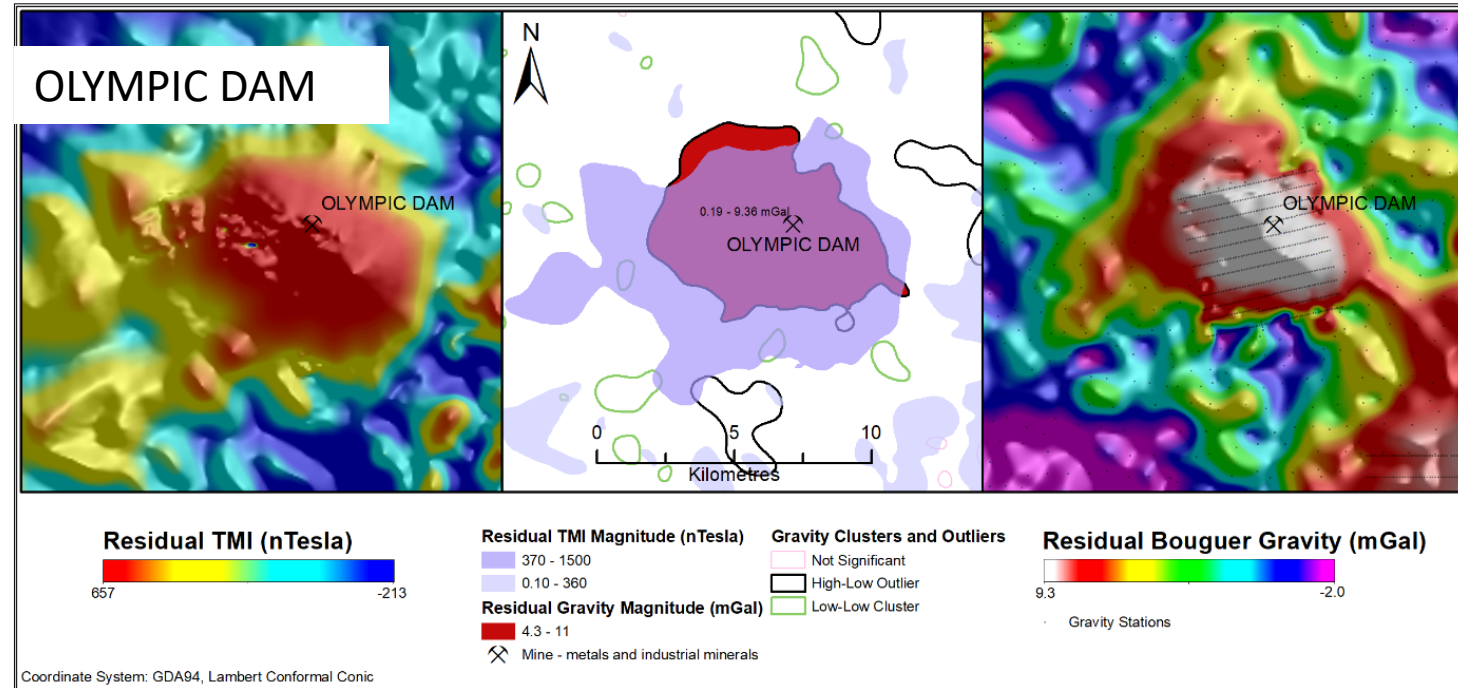 OLYMPIC DAM
OLYMPIC DAM
N
0.19 - 9.36 mGal
OLYMPIC DAM
0 5 10
Kilometres
OLYMPIC DAM
Residual TMI (nTesla)
657 -213
Residual TMI Magnitude (nTesla)
370 - 1500
0.10 - 360
Residual Gravity Magnitude (mGal)
4.3 - 11
Mine - metals and industrial minerals
Gravity Clusters and Outliers
Not Significant
High-Low Outlier
Low-Low Cluster
Residual Bouguer Gravity (mGal)
9.3 -2.0
Gravity Stations
Coordinate System: GDA94, Lambert Conformal Conic